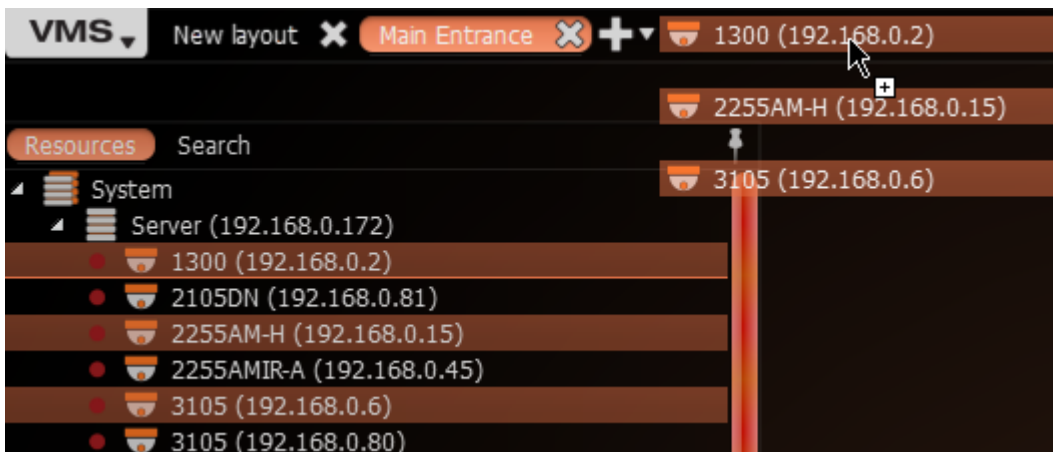 VMS New layout Main Entrance 1300 (192.168.0.2)
2255AM-H (192.168.0.15)
Resources Search
3105 (192.168.0.6)
System
Server (192.168.0.172)
1300 (192.168.0.2)
2105DN (192.168.0.81)
2255AM-H (192.168.0.15)
2255AMIR-A (192.168.0.45)
3105 (192.168.0.6)
3105 (192.168.0.80)